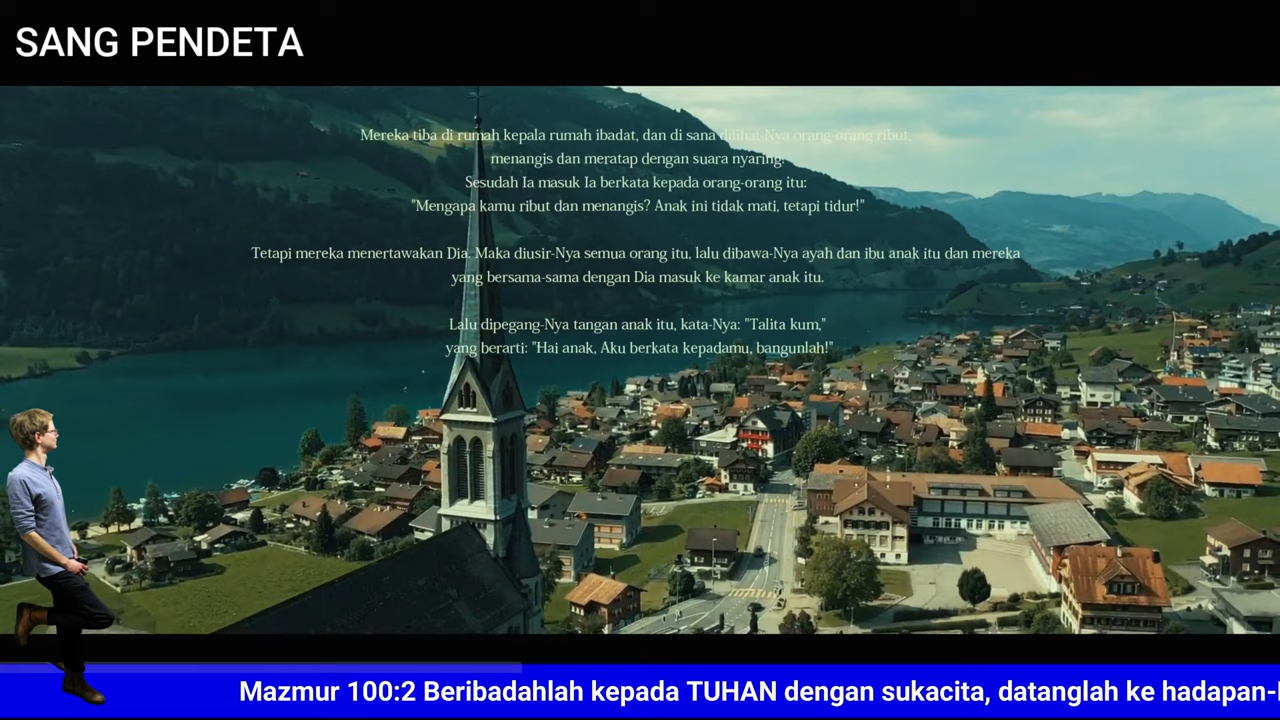 SANG PENDETA
Mereka tiba di rumah kepala rumah ibadat, dan di sana dilihat-Nya orang-orang ribut,
menangis dan meratap dengan suara nyaring.
Sesudah Ia masuk Ia berkata kepada orang-orang itu:
"Mengapa kamu ribut dan menangis? Anak ini tidak mati, tetapi tidur!"
Tetapi mereka menertawakan Dia. Maka diusir-Nya semua orang itu, lalu dibawa-Nya ayah dan ibu anak itu dan mereka
yang bersama-sama dengan Dia masuk ke kamar anak itu.
Lalu dipegang-Nya tangan anak itu, kata-Nya: "Talita kum,"
yang berarti: "Hai anak, Aku berkata kepadamu, bangunlah!"
Mazmur 100:2 Beribadahlah kepada TUHAN dengan sukacita, datanglah ke hadapan-